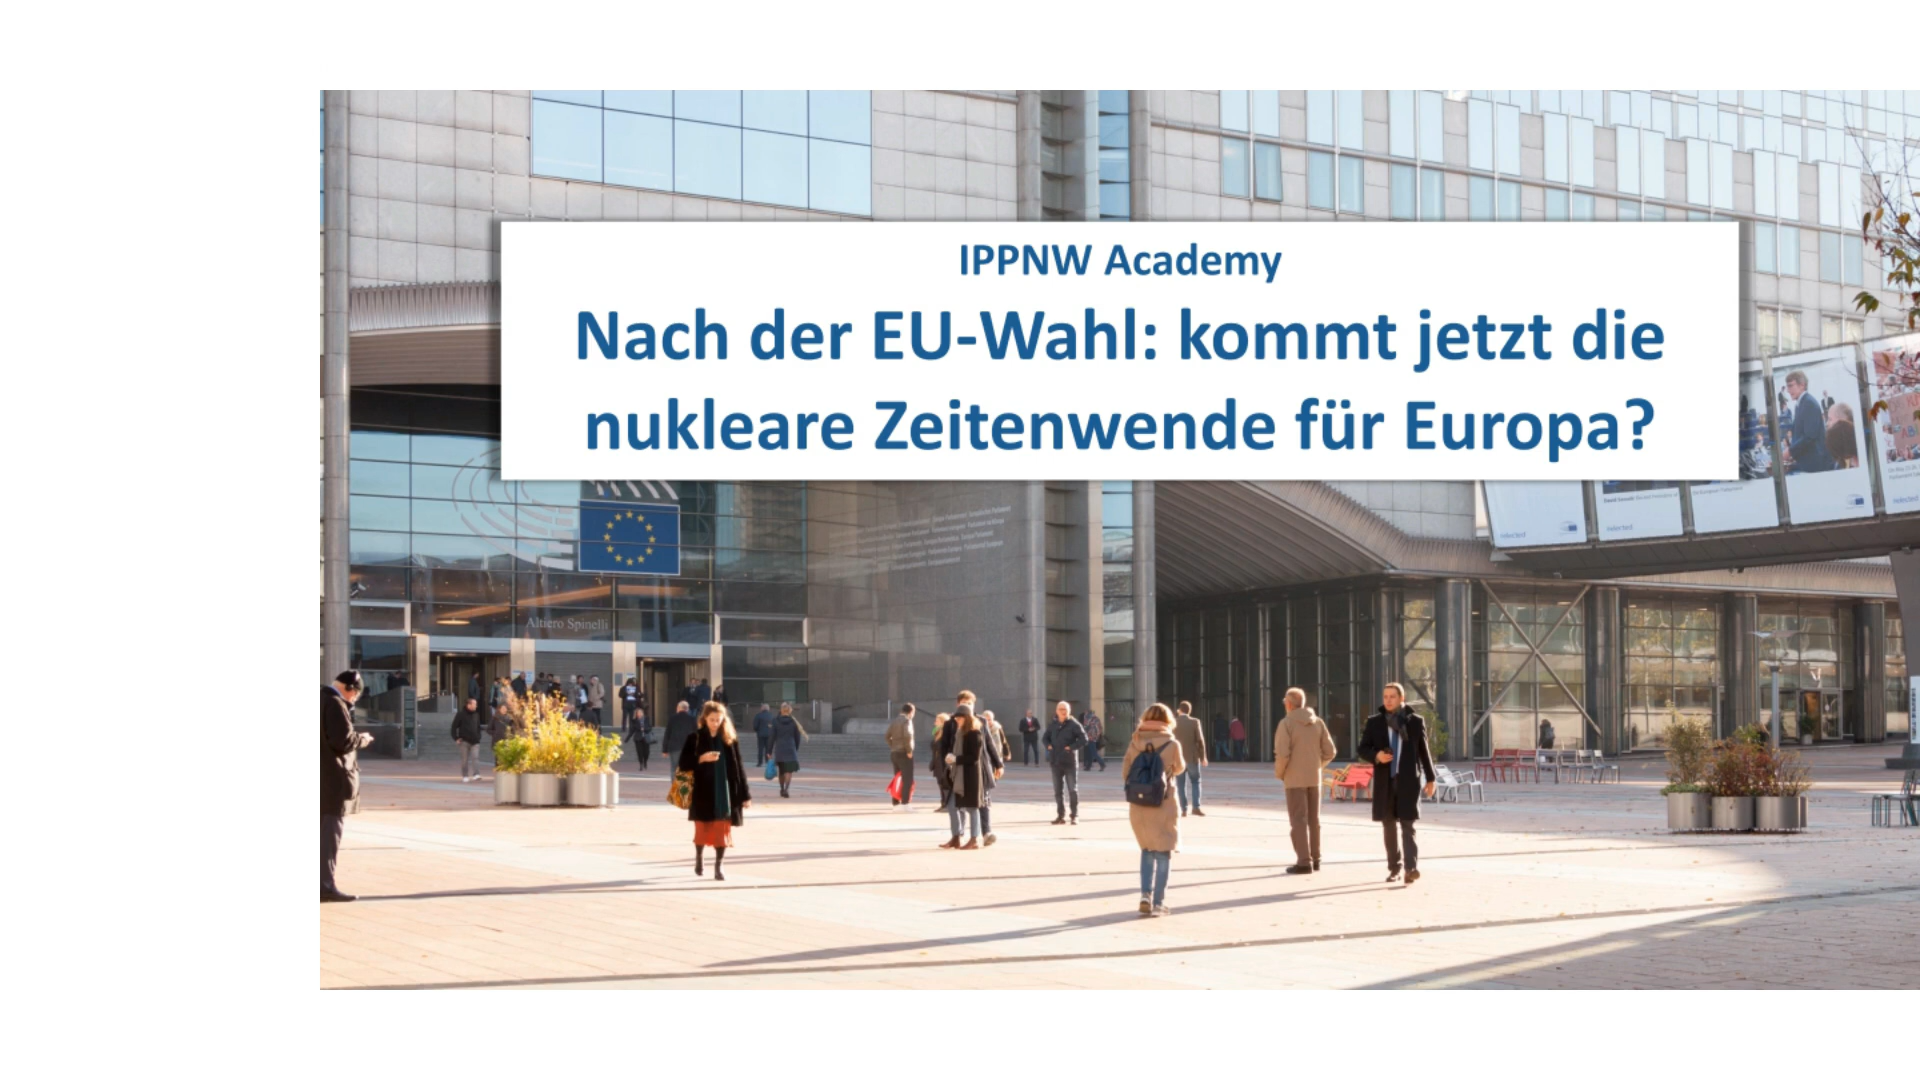 IPPNW Academy
Nach der EU-Wahl: kommt jetzt die
nukleare Zeitenwende für Europa?
Altiero Spinelli